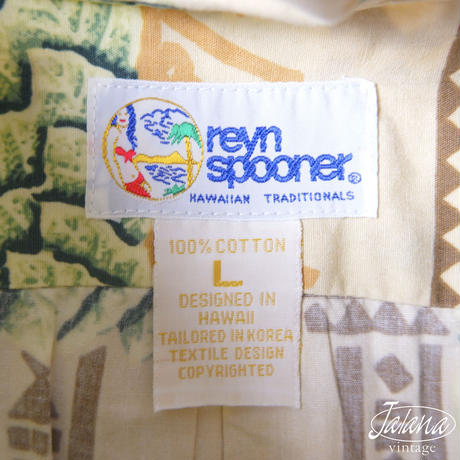 reyn
spooner®
HAWAIIAN TRADITIONALS
100% COTTON
L
DESIGNED IN
HAWAII
TAILORED IN KOREA
TEXTILE DESIGN
COPYRIGHTED
Jalana
vintage